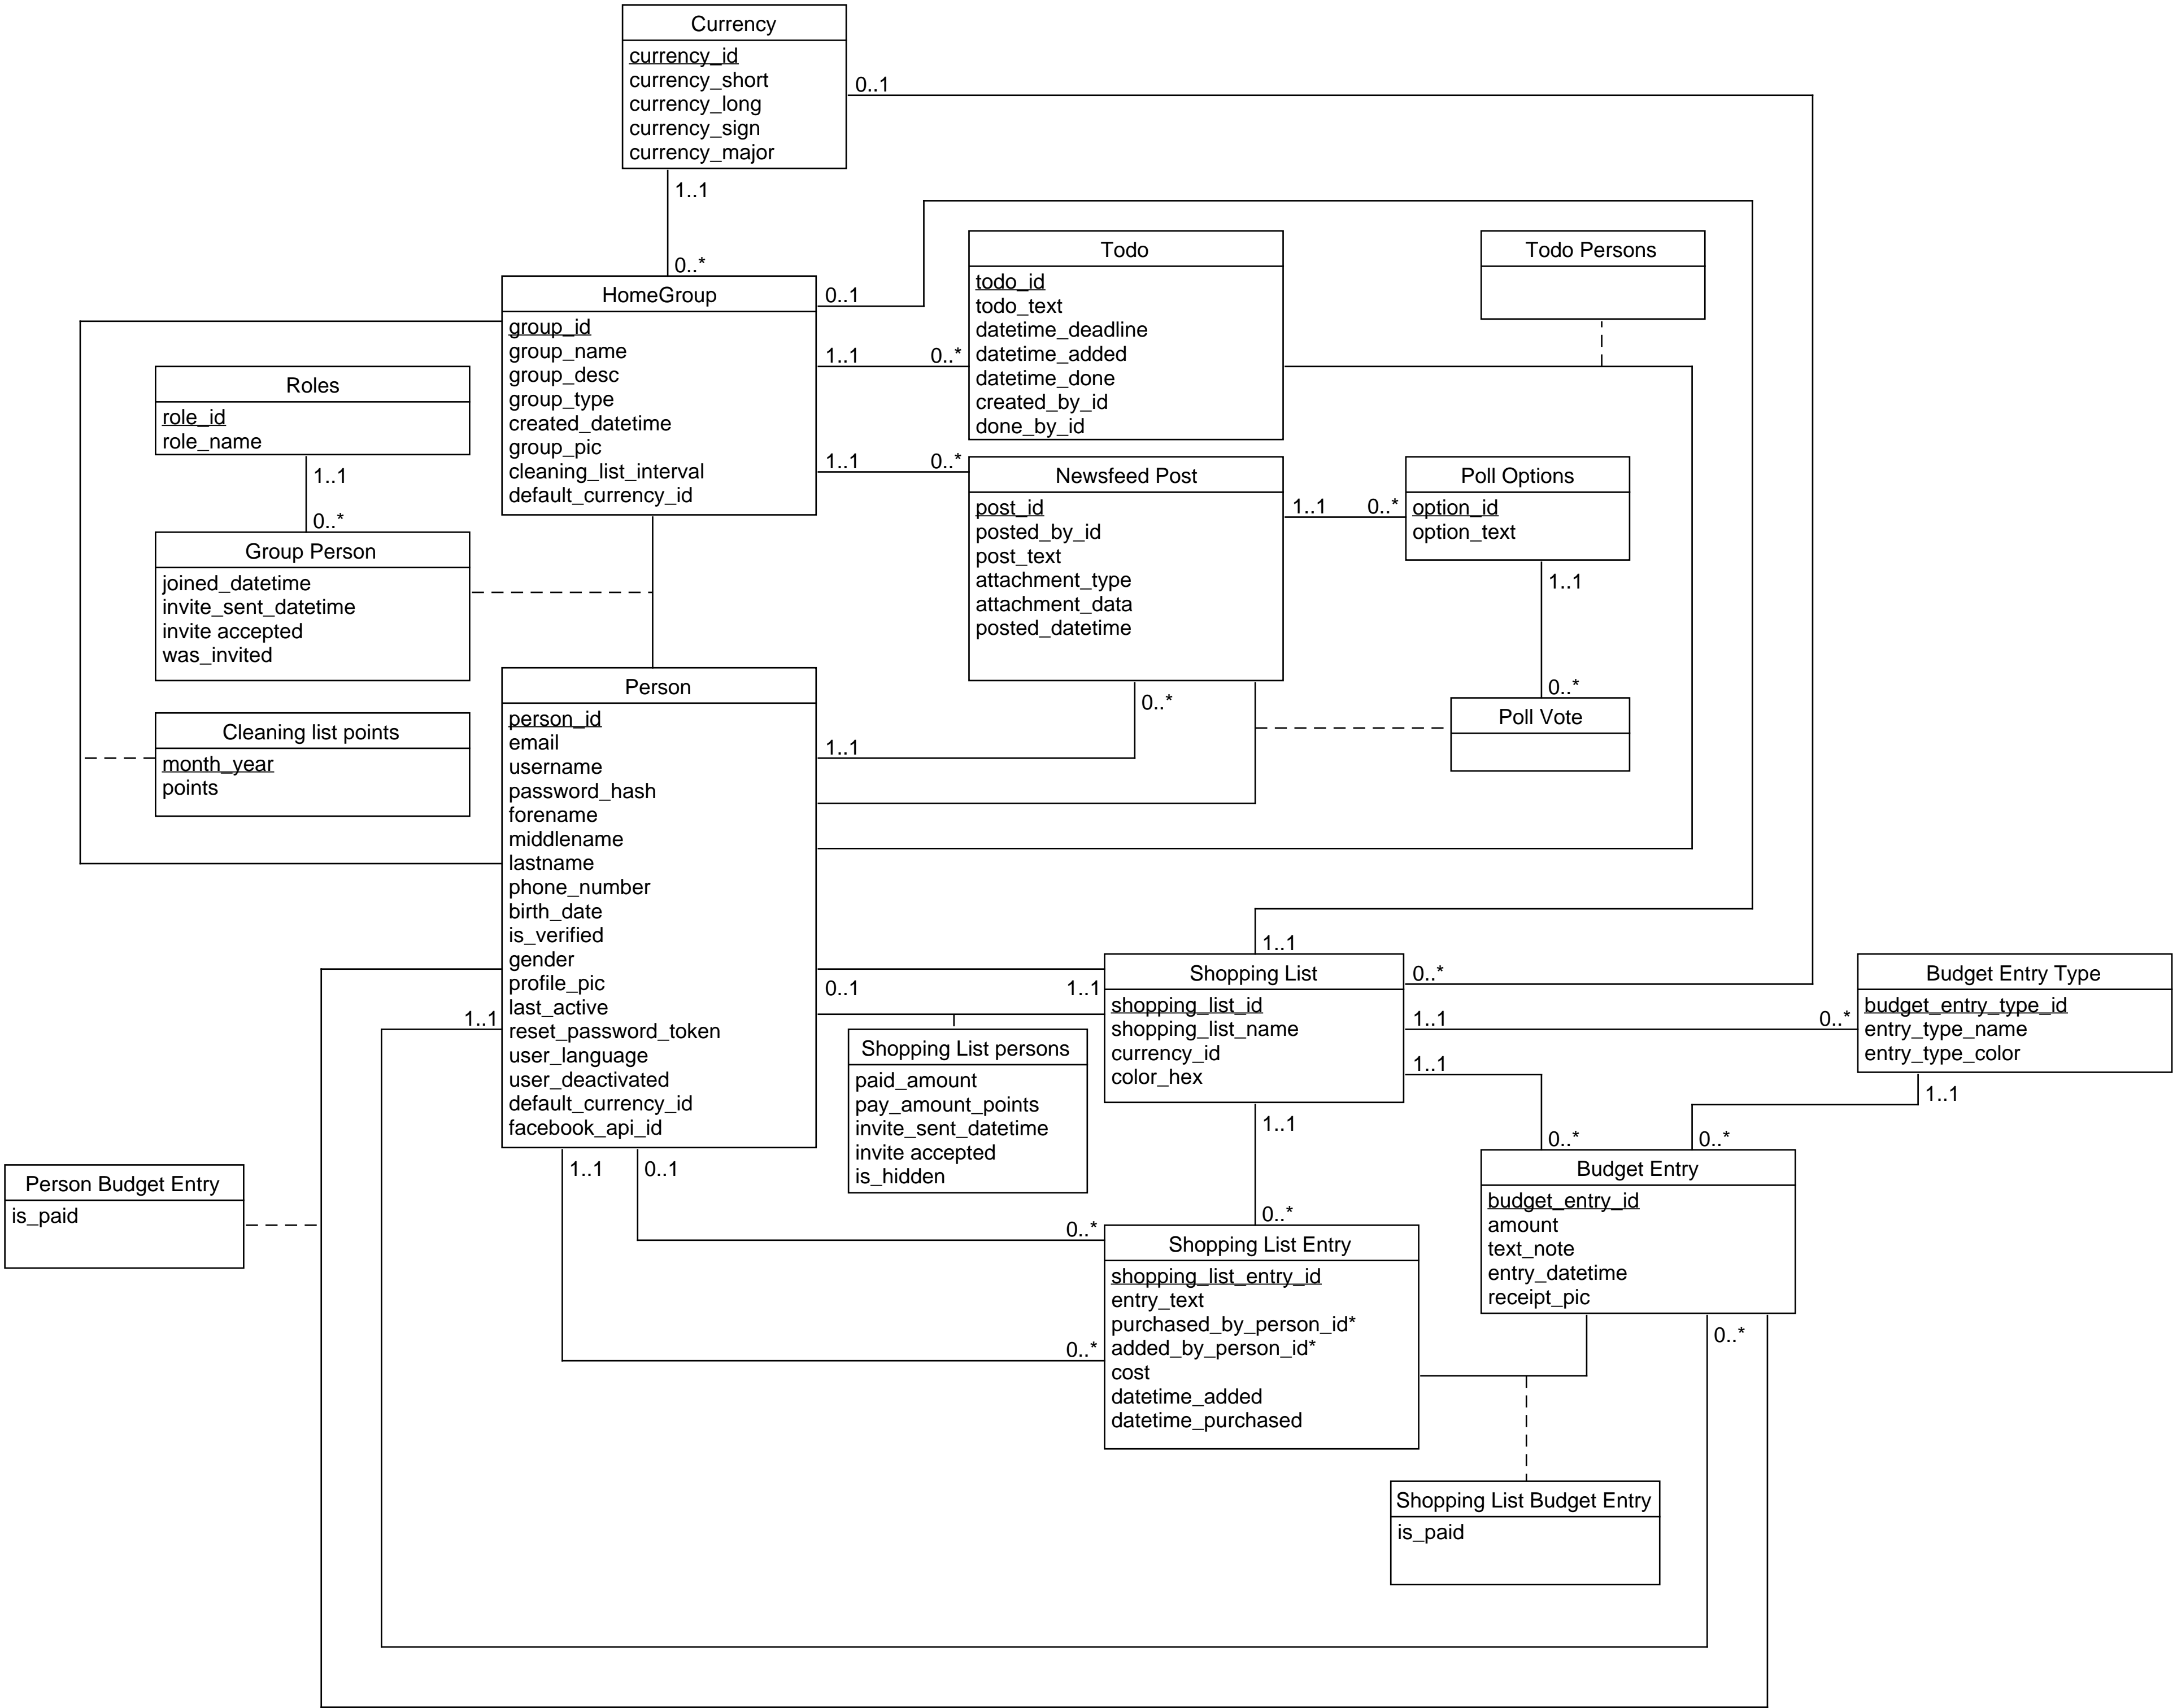 Currency
currency_id
currency_short
currency_long
currency_sign
currency_major
0..1
1..1
0..*
HomeGroup
group_id
group_name
group_desc
group_type
created_datetime
group_pic
cleaning_list_interval
default_currency_id
0..1
1..1
0..*
1..1
0..*
Todo
todo_id
todo_text
datetime_deadline
datetime_added
datetime_done
created_by_id
done_by_id
Todo Persons
Roles
role_id
role_name
1..1
0..*
Group Person
joined_datetime
invite_sent_datetime
invite accepted
was_invited
Newsfeed Post
post_id
posted_by_id
post_text
attachment_type
attachment_data
posted_datetime
1..1
0..*
Poll Options
option_id
option_text
1..1
0..*
Poll Vote
0..*
1..1
Cleaning list points
month_year
points
Person
person_id
email
username
password_hash
forename
middlename
lastname
phone_number
birth_date
is_verified
gender
profile_pic
last_active
reset_password_token
user_language
user_deactivated
default_currency_id
facebook_api_id
1..1
0..1
1..1
1..1
Shopping List
shopping_list_id
shopping_list_name
currency_id
color_hex
0..*
1..1
0..*
1..1
Budget Entry Type
budget_entry_type_id
entry_type_name
entry_type_color
1..1
Shopping List persons
paid_amount
pay_amount_points
invite_sent_datetime
invite accepted
is_hidden
1..1
0..*
0..*
0..*
Budget Entry
budget_entry_id
amount
text_note
entry_datetime
receipt_pic
0..*
1..1
0..1
0..*
0..*
Person Budget Entry
is_paid
Shopping List Entry
shopping_list_entry_id
entry_text
purchased_by_person_id*
added_by_person_id*
cost
datetime_added
datetime_purchased
Shopping List Budget Entry
is_paid